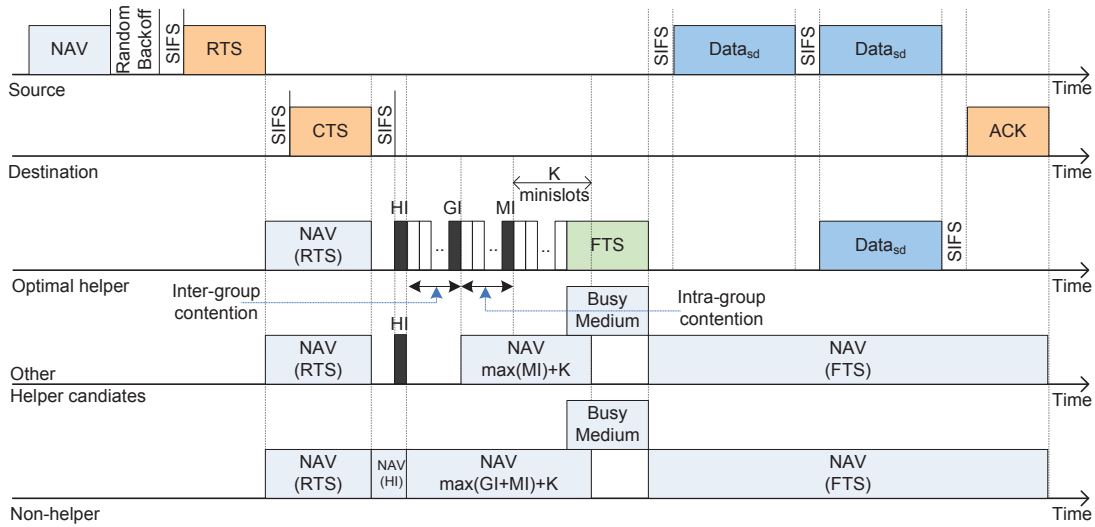 NAV
Random
Backoff
SIFS
RTS
SIFS
Data_sd
SIFS
Data_sd
Source
Time
SIFS
CTS
SIFS
ACK
Destination
Time
K
minislots
HI
GI
MI
NAV
(RTS)
..
..
..
FTS
Data_sd
SIFS
Optimal helper
Time
Inter-group
contention
Intra-group
contention
Busy
Medium
HI
NAV
(RTS)
NAV
max(MI)+K
NAV
(FTS)
Other
Helper candiates
Time
Busy
Medium
NAV
(RTS)
NAV
(HI)
NAV
max(GI+MI)+K
NAV
(FTS)
Non-helper
Time